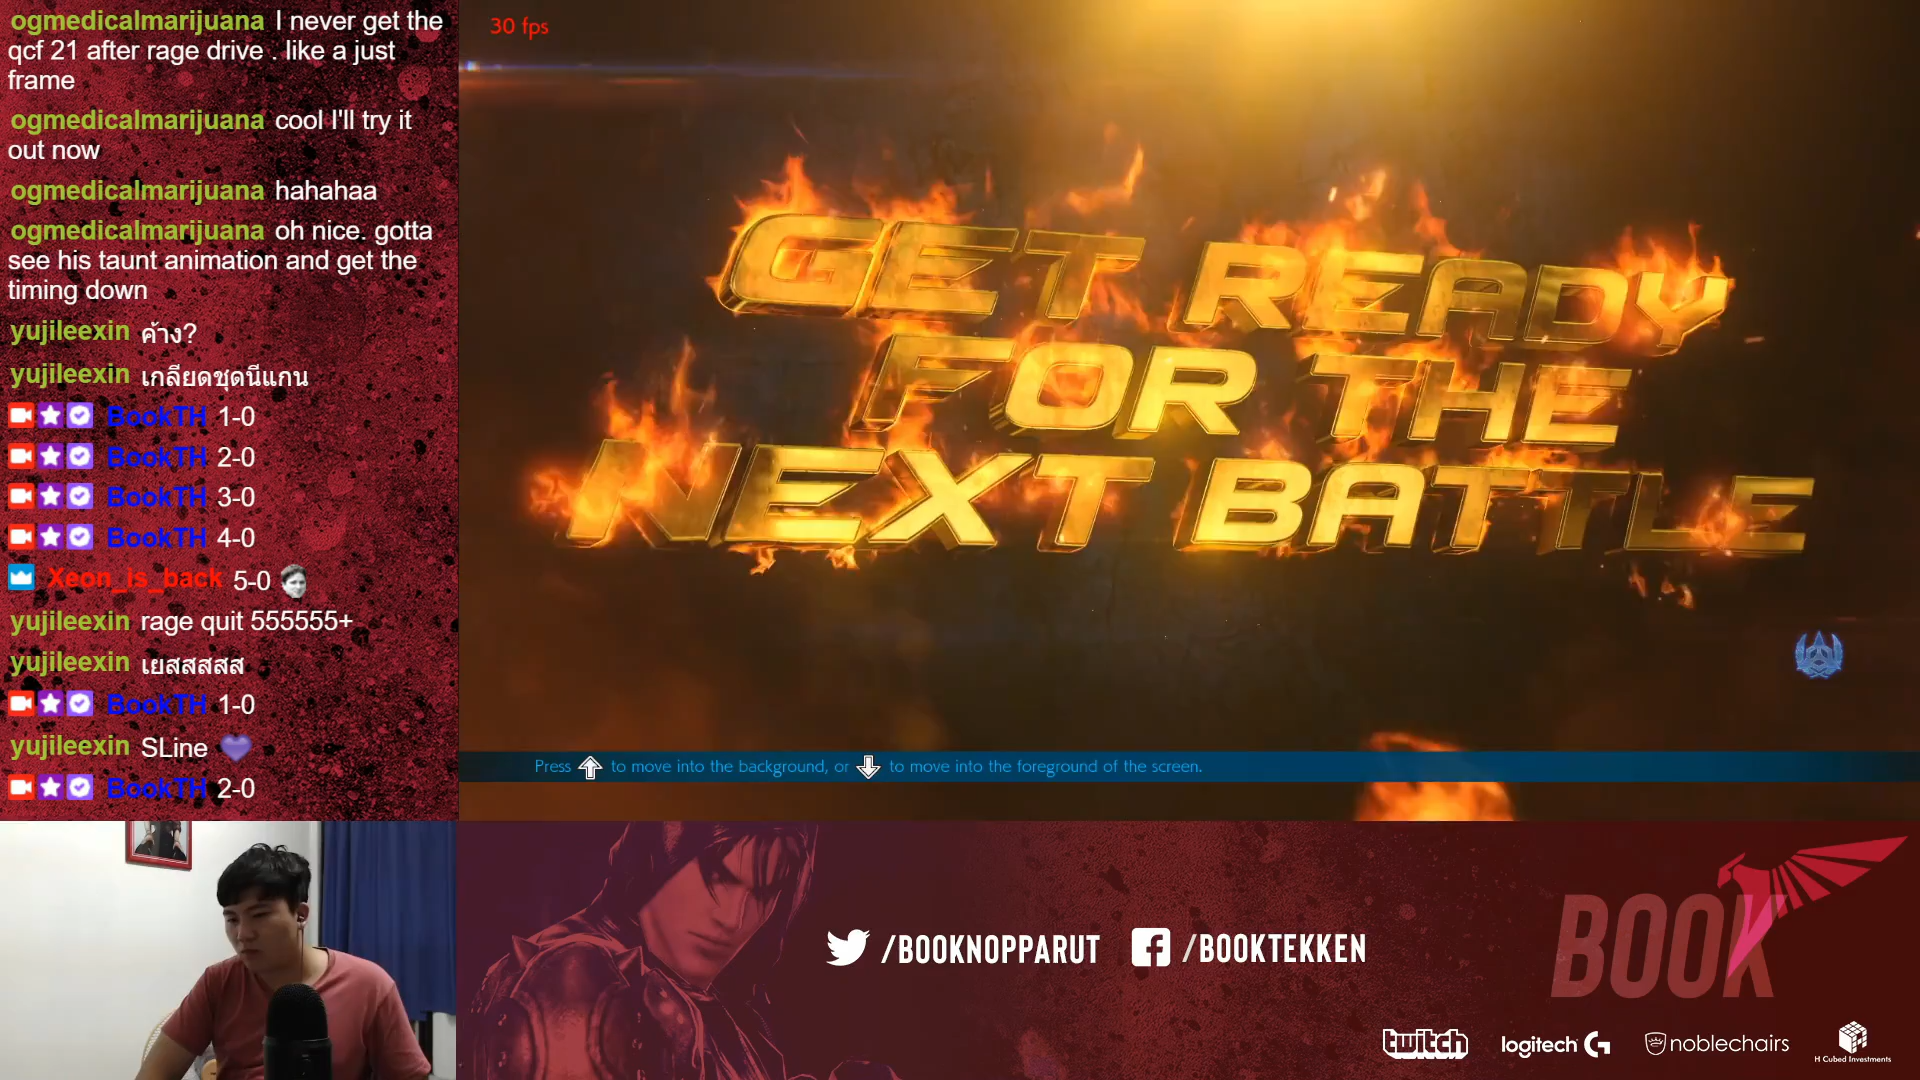 ogmedicalmarijuana I never get the
qcf 21 after rage drive . like a just
frame
ogmedicalmarijuana cool I'll try it
out now
ogmedicalmarijuana hahahaa
ogmedicalmarijuana oh nice. gotta
see his taunt animation and get the
timing down
yujileexin ค้าง?
yujileexin เกลียดชุดนี้แกน
BookTH 1-0
BookTH 2-0
BookTH 3-0
BookTH 4-0
Xeon_is_back 5-0
yujileexin rage quit 555555+
yujileexin เยสสสสส
BookTH 1-0
yujileexin SLine
BookTH 2-0
30 fps
GET READY
FOR THE
NEXT BATTLE
Press to move into the background, or to move into the foreground of the screen.
/BOOKNOPPARUT /BOOKTEKKEN
BOOK
twitch logitech G noblechairs H Cubed Investments